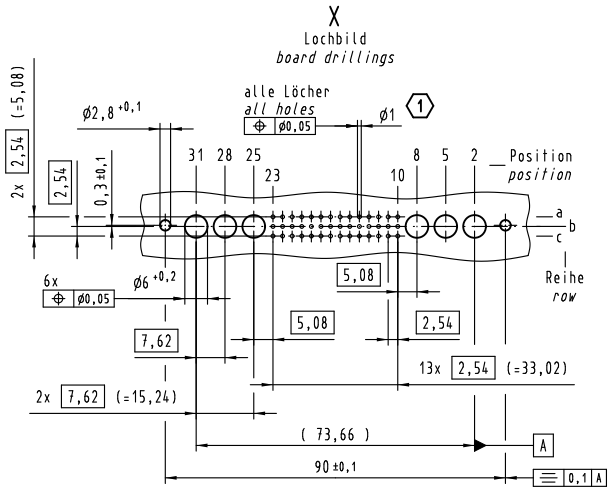 X
Lochbild
board drillings
alle Löcher
all holes
⌖ Ø0,05
Ø1
1
Ø2,8 +0,1
2x 2,54 (=5,08)
2,54
0,3±0,1
31 28 25 23 10 8 5 2
Position
position
a
b
c
Reihe
row
6x
⌖ Ø0,05
Ø6 +0,2
5,08
7,62
5,08
2,54
13x 2,54 (=33,02)
2x 7,62 (=15,24)
( 73,66 )
A
90±0,1
⌯ 0,1 A